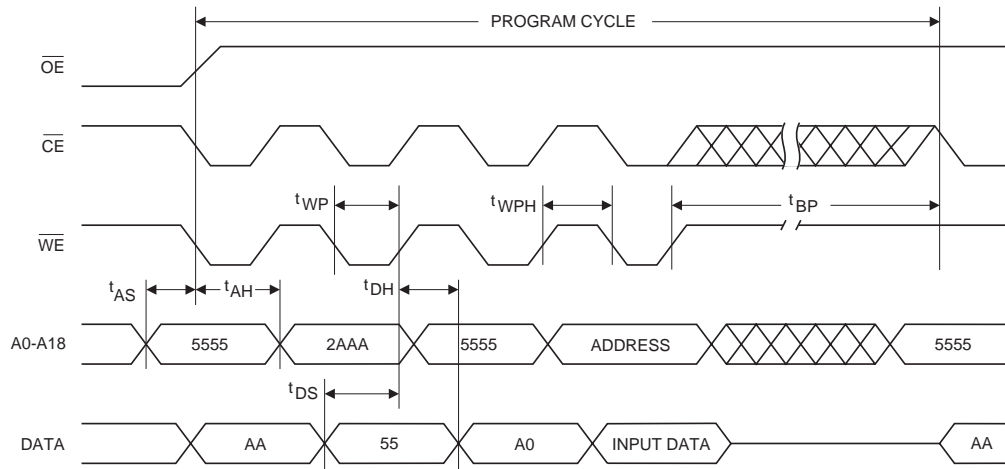 PROGRAM CYCLE
OE
CE
tWP
tWPH
tBP
WE
tAS
tAH
tDH
A0-A18
5555
2AAA
5555
ADDRESS
5555
tDS
DATA
AA
55
A0
INPUT DATA
AA